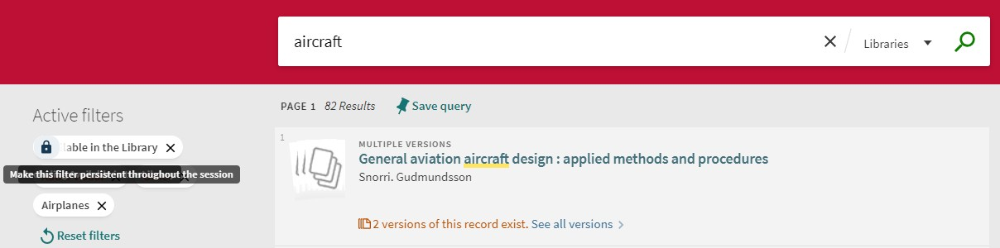 aircraft
Libraries
Active filters
lable in the Library
Make this filter persistent throughout the session
Airplanes
Reset filters
PAGE 1 82 Results Save query
1
MULTIPLE VERSIONS
General aviation aircraft design : applied methods and procedures
Snorri. Gudmundsson
2 versions of this record exist. See all versions